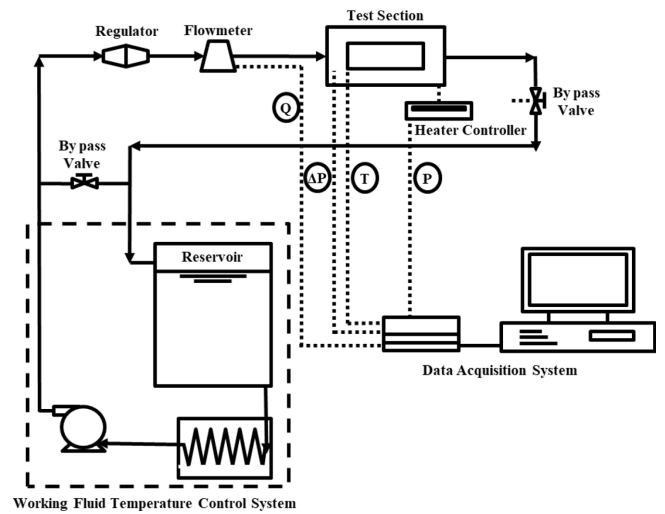 Test Section
Regulator
Flowmeter
By pass
Valve
Q
Heater Controller
By pass
Valve
ΔP
T
P
Reservoir
Data Acquisition System
Working Fluid Temperature Control System